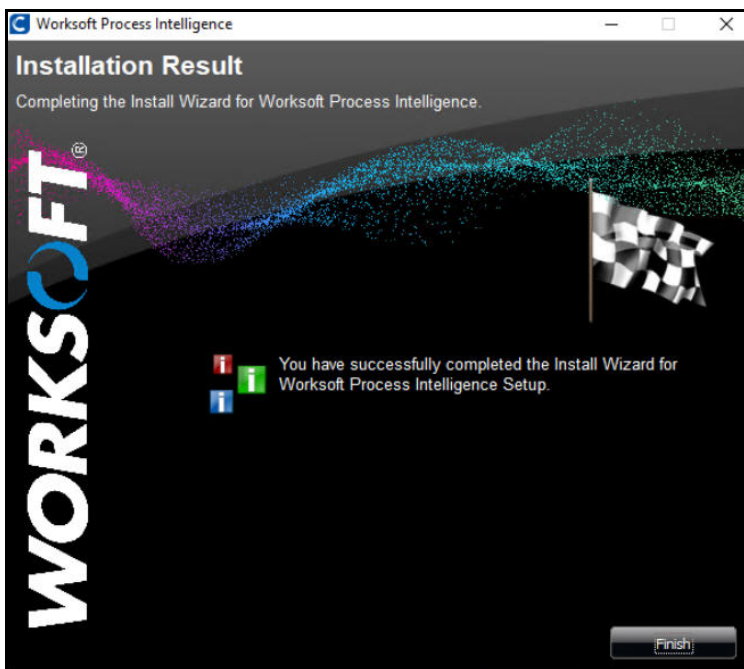 Worksoft Process Intelligence
Installation Result
Completing the Install Wizard for Worksoft Process Intelligence.
WORKSOFT®
You have successfully completed the Install Wizard for
Worksoft Process Intelligence Setup.
Finish